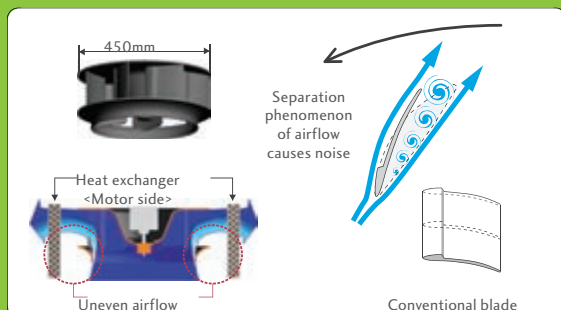 450mm
Separation
phenomenon
of airflow
causes noise
Heat exchanger
<Motor side>
Uneven airflow
Conventional blade